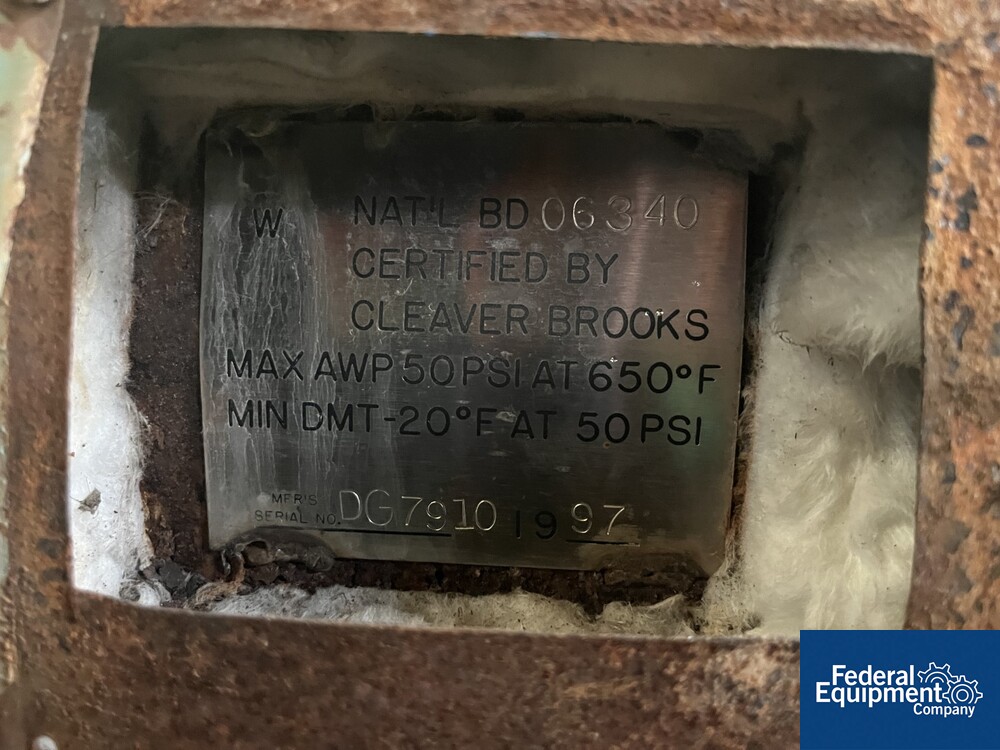 W NAT'L BD 06340
CERTIFIED BY
CLEAVER BROOKS
MAX AWP 50 PSI AT 650°F
MIN DMT -20°F AT 50 PSI
MFR'S
SERIAL NO. DG7910 1997
Federal
Equipment
Company